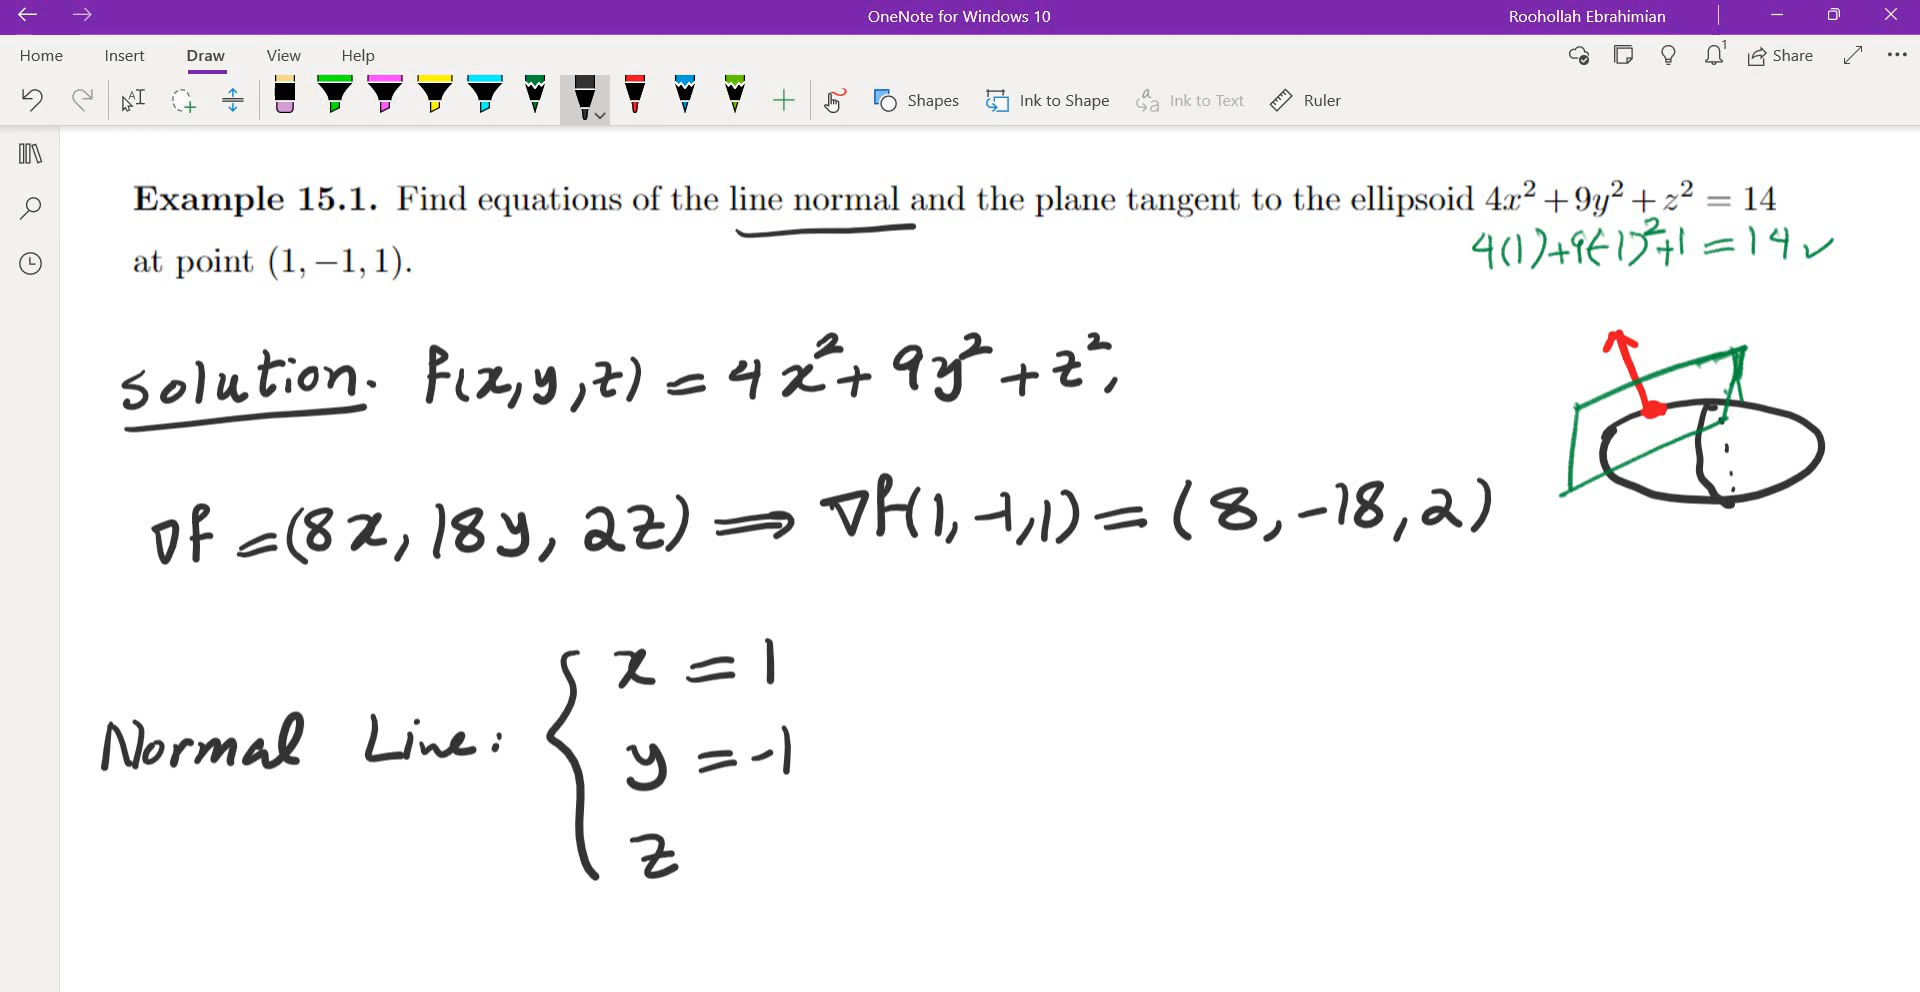 OneNote for Windows 10
Roohollah Ebrahimian
Home Insert Draw View Help
1 Share
Shapes Ink to Shape Ink to Text Ruler
Example 15.1. Find equations of the line normal and the plane tangent to the ellipsoid 4x² + 9y² + z² = 14
at point (1, −1, 1).
4(1)+9(-1)²+1 = 14 ✓
Solution. f(x,y,z) = 4x² + 9y² + z²,
∇f = (8x, 18y, 2z) ⟹ ∇f(1,-1,1) = (8, -18, 2)
Normal Line: { x = 1
y = -1
z